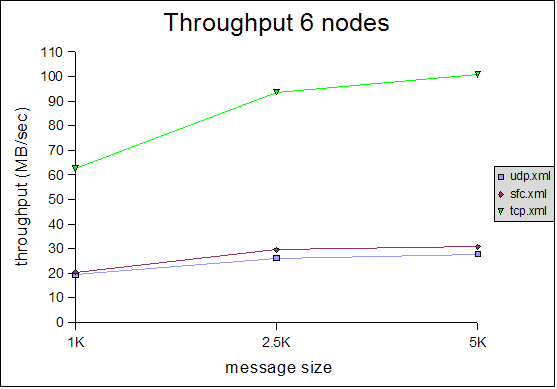 Throughput 6 nodes
throughput (MB/sec)
110
100
90
80
70
60
50
40
30
20
10
0
1K 2.5K 5K
message size
udp.xml
sfc.xml
tcp.xml